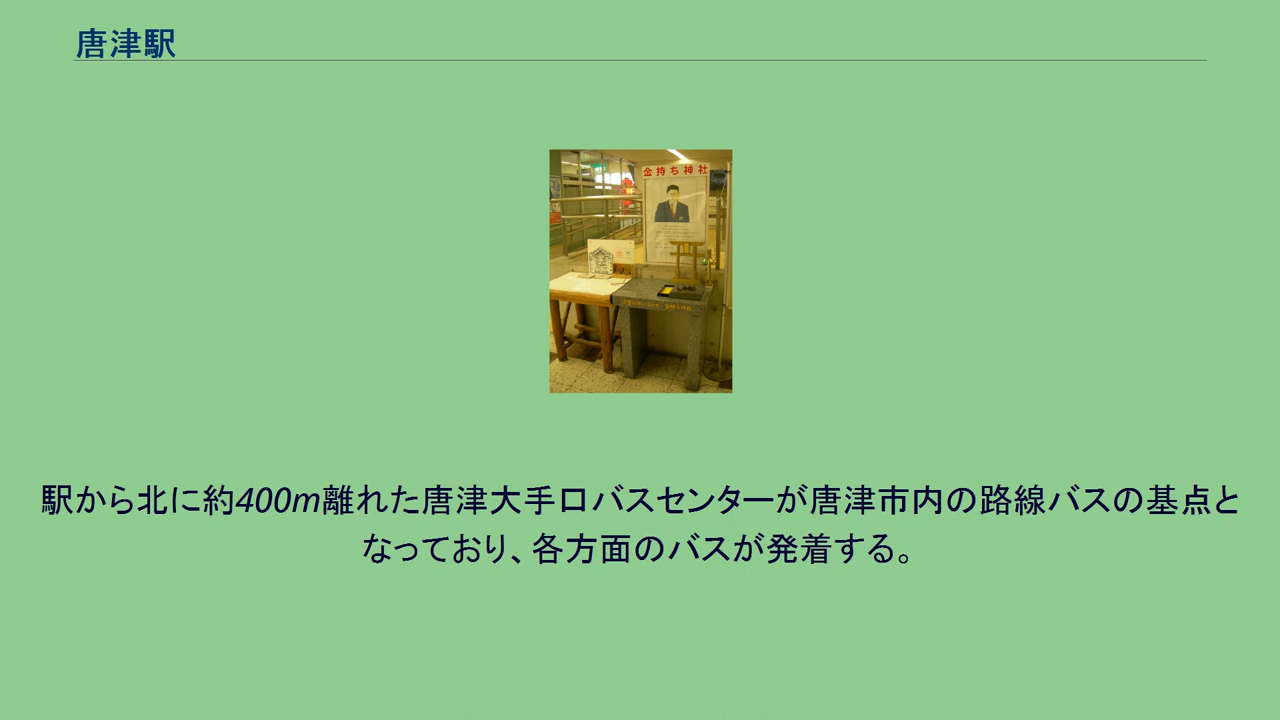 唐津駅
金持ち神社
駅から北に約400m離れた唐津大手口バスセンターが唐津市内の路線バスの基点と
なっており、各方面のバスが発着する。